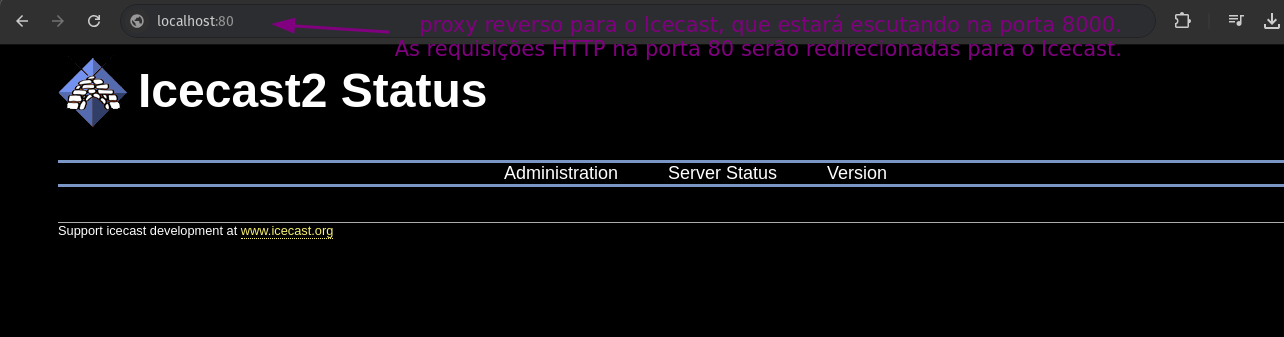 localhost:80
proxy reverso para o Icecast, que estará escutando na porta 8000.
As requisições HTTP na porta 80 serão redirecionadas para o Icecast.
Icecast2 Status
Administration Server Status Version
Support icecast development at www.icecast.org